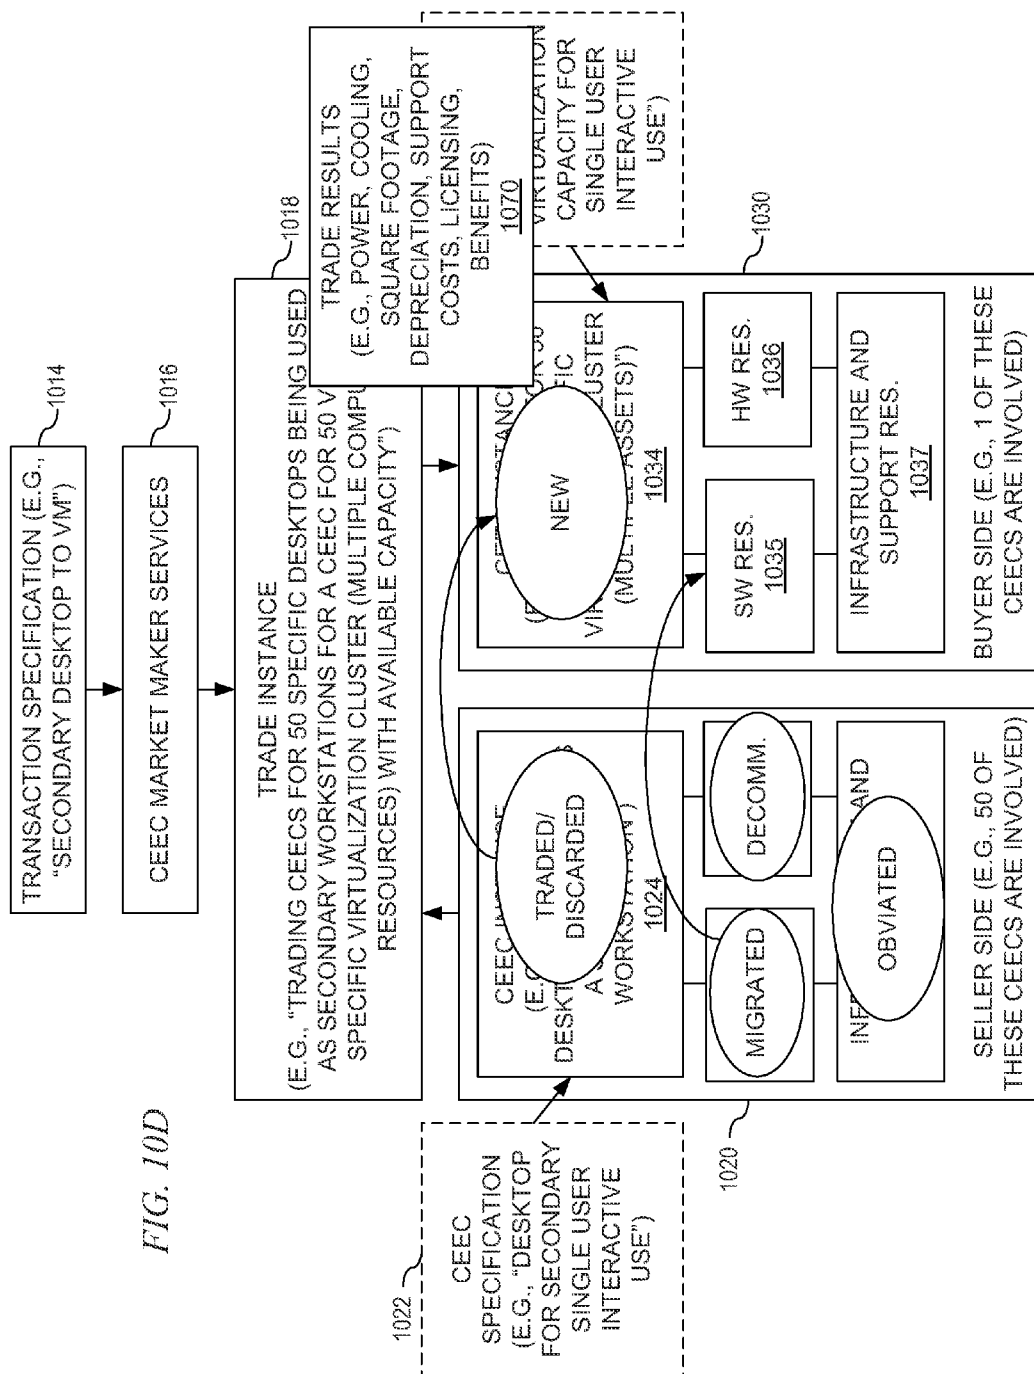 FIG. 10D
TRANSACTION SPECIFICATION (E.G.,
"SECONDARY DESKTOP TO VM")
1014
CEEC MARKET MAKER SERVICES
1016
TRADE INSTANCE
(E.G., "TRADING CEECS FOR 50 SPECIFIC DESKTOPS BEING USED
AS SECONDARY WORKSTATIONS FOR A CEEC FOR 50 V
SPECIFIC VIRTUALIZATION CLUSTER (MULTIPLE COMPU
RESOURCES) WITH AVAILABLE CAPACITY")
1018
TRADE RESULTS
(E.G., POWER, COOLING,
SQUARE FOOTAGE,
DEPRECIATION, SUPPORT
COSTS, LICENSING,
BENEFITS)
1070
1022
CEEC
SPECIFICATION
(E.G., "DESKTOP
FOR SECONDARY
SINGLE USER
INTERACTIVE
USE")
VIRTUALIZATION
CAPACITY FOR
SINGLE USER
INTERACTIVE
USE")
(E.G.
DESKT
WORKSTATION
1024
TRADED/
DISCARDED
MIGRATED
DECOMM.
AND
OBVIATED
SELLER SIDE (E.G., 50 OF
THESE CEECS ARE INVOLVED)
1020
NEW
1034
SW RES.
1035
HW RES.
1036
INFRASTRUCTURE AND
SUPPORT RES.
1037
BUYER SIDE (E.G., 1 OF THESE
CEECS ARE INVOLVED)
1030